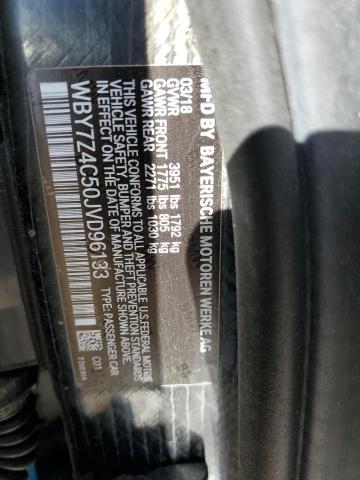 MFD BY BAYERISCHE MOTOREN WERKE AG
03/18
GVWR 3951 lbs 1792 kg
GAWR FRONT 1775 lbs 805 kg
GAWR REAR 2271 lbs 1030 kg
THIS VEHICLE CONFORMS TO ALL APPLICABLE U.S. FEDERAL MOTOR
VEHICLE SAFETY, BUMPER AND THEFT PREVENTION STANDARDS
IN EFFECT ON THE DATE OF MANUFACTURE SHOWN ABOVE.
WBY7Z4C50JVD96133 TYPE: PASSENGER CAR
C01